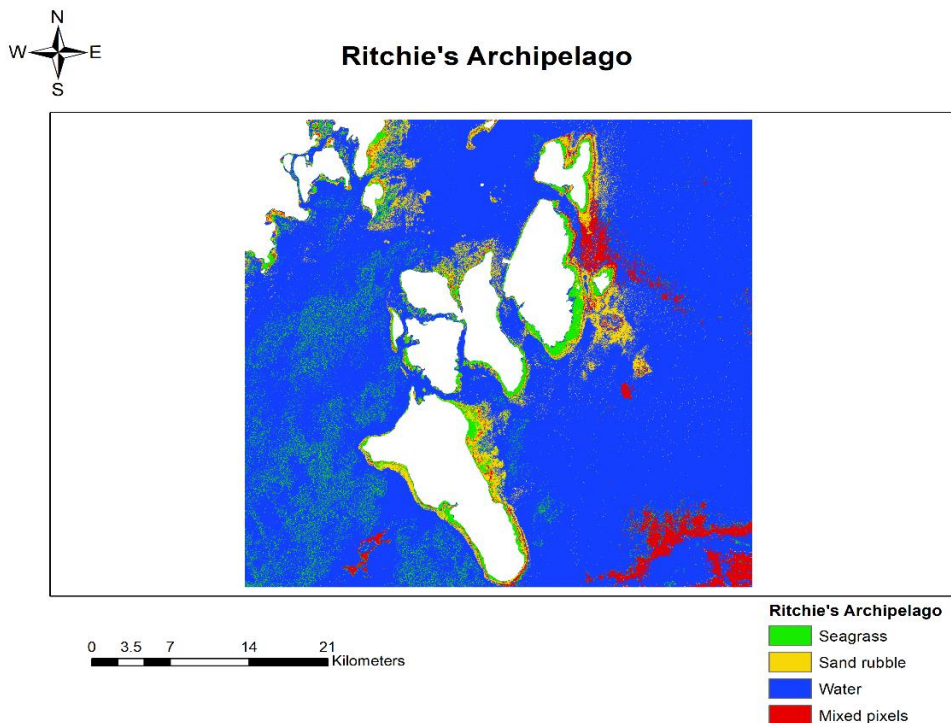 N
W E
S
Ritchie's Archipelago
0 3.5 7 14 21
Kilometers
Ritchie's Archipelago
Seagrass
Sand rubble
Water
Mixed pixels